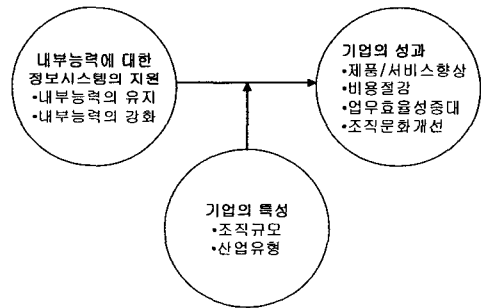 내부능력에 대한
정보시스템의 지원
•내부능력의 유지
•내부능력의 강화
기업의 성과
•제품/서비스향상
•비용절감
•업무효율성증대
•조직문화개선
기업의 특성
•조직규모
•산업유형